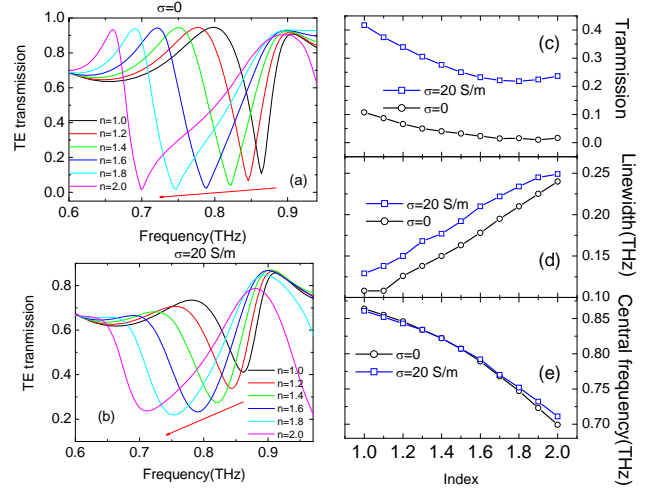 σ=0
TE transmission
1.0
0.8
0.6
0.4
0.2
0.0
n=1.0
n=1.2
n=1.4
n=1.6
n=1.8
n=2.0
(a)
0.6 0.7 0.8 0.9
Frequency(THz)
σ=20 S/m
TE tranmission
0.8
0.6
0.4
0.2
(b)
n=1.0
n=1.2
n=1.4
n=1.6
n=1.8
n=2.0
0.6 0.7 0.8 0.9
Frequency(THz)
(c)
σ=20 S/m
σ=0
0.4
0.3
0.2
0.1
0.0
Tranmission
σ=20 S/m
σ=0
(d)
0.25
0.20
0.15
0.10
Linewidth(THz)
σ=0
σ=20 S/m
(e)
0.85
0.80
0.75
0.70
Central frequency(THz)
1.0 1.2 1.4 1.6 1.8 2.0
Index